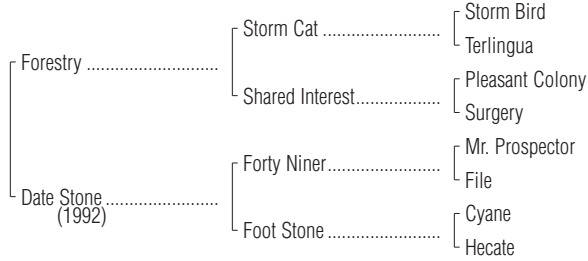 Storm Bird
Storm Cat ........................
Terlingua
Forestry ...........................
Pleasant Colony
Shared Interest.................
Surgery
Mr. Prospector
Forty Niner.......................
File
Date Stone .......................
(1992)
Cyane
Foot Stone .......................
Hecate